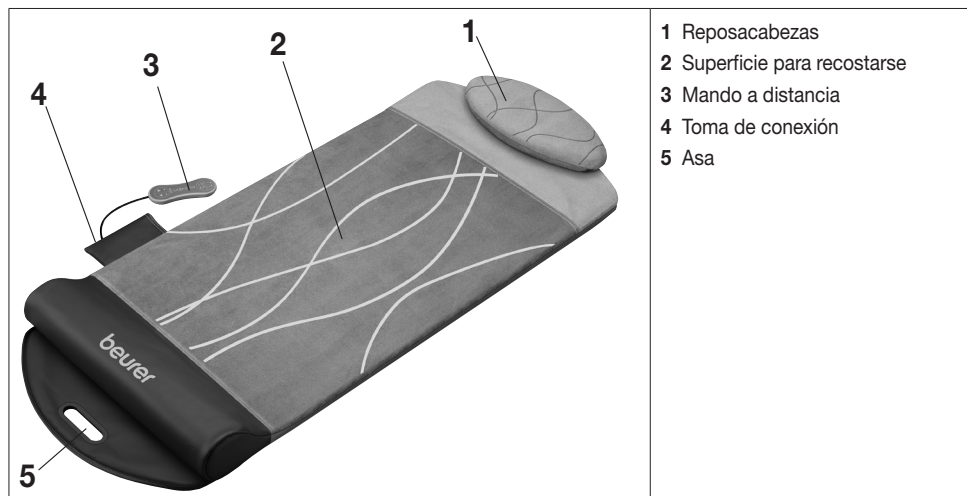 1
2
3
4
beurer
5
1 Reposacabezas
2 Superficie para recostarse
3 Mando a distancia
4 Toma de conexión
5 Asa